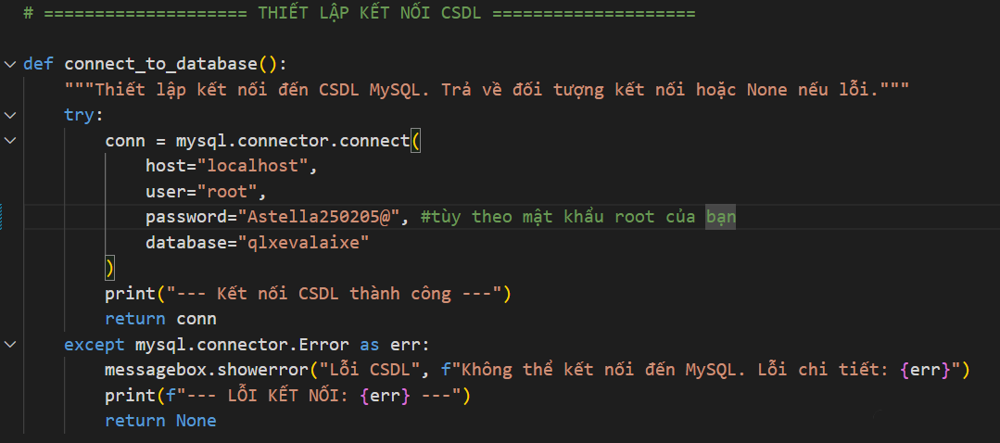 # ==================== THIẾT LẬP KẾT NỐI CSDL ====================
def connect_to_database():
"""Thiết lập kết nối đến CSDL MySQL. Trả về đối tượng kết nối hoặc None nếu lỗi."""
try:
conn = mysql.connector.connect(
host="localhost",
user="root",
password="Astella250205@", #tùy theo mật khẩu root của bạn
database="qlxevalaixe"
)
print("--- Kết nối CSDL thành công ---")
return conn
except mysql.connector.Error as err:
messagebox.showerror("Lỗi CSDL", f"Không thể kết nối đến MySQL. Lỗi chi tiết: {err}")
print(f"--- LỖI KẾT NỐI: {err} ---")
return None